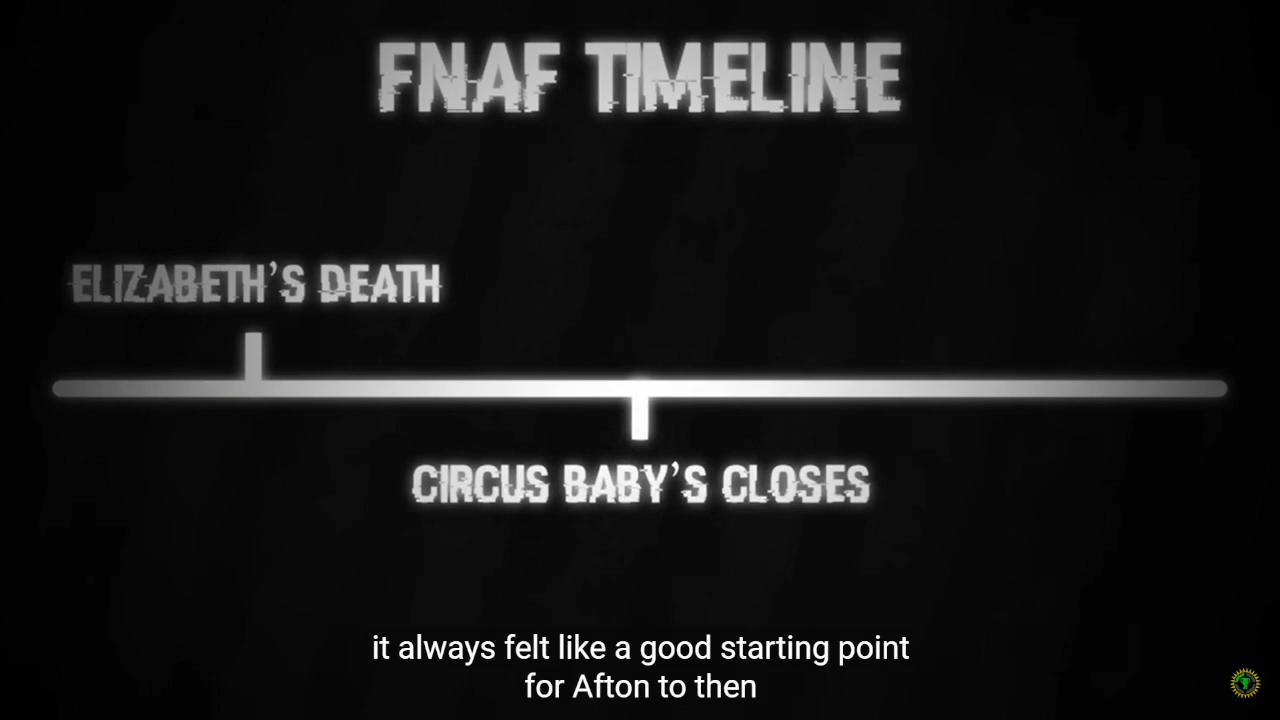 FNAF TIMELINE
ELIZABETH'S DEATH
CIRCUS BABY'S CLOSES
it always felt like a good starting point
for Afton to then